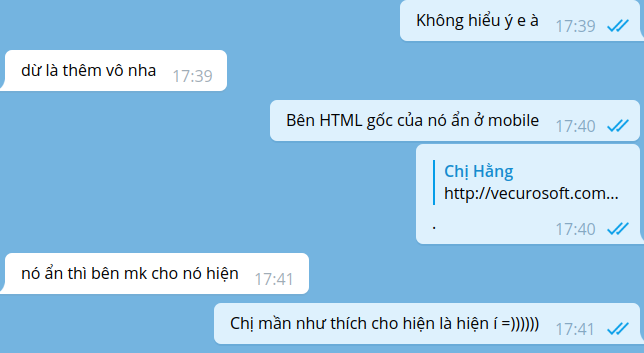 Không hiểu ý e à 17:39
dừ là thêm vô nha 17:39
Bên HTML gốc của nó ẩn ở mobile 17:40
Chị Hằng
http://vecurosoft.com...
. 17:40
nó ẩn thì bên mk cho nó hiện 17:41
Chị mần như thích cho hiện là hiện í =)))))) 17:41